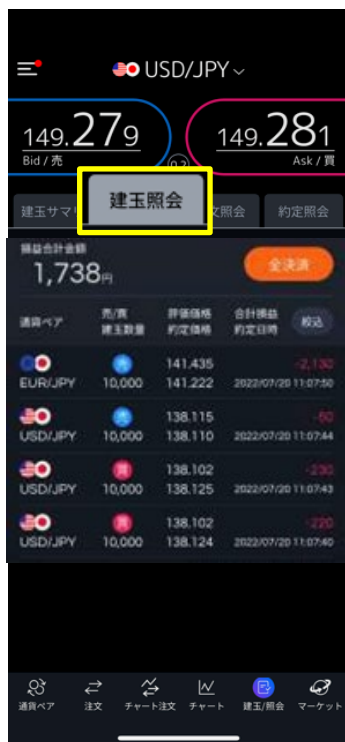 USD/JPY
149.279
149.281
Bid / 売
0.2
Ask / 買
建玉サマリ
建玉照会
文照会
約定照会
損益合計金額
1,738円
全決済
通貨ペア
売/買
建玉数量
評価価格
約定価格
合計損益
約定日時
絞込
売
141.435
-2,130
EUR/JPY
10,000
141.222
2022/07/20 11:07:50
売
138.115
-50
USD/JPY
10,000
138.110
2022/07/20 11:07:44
買
138.102
-230
USD/JPY
10,000
138.125
2022/07/20 11:07:43
買
138.102
-220
USD/JPY
10,000
138.124
2022/07/20 11:07:40
通貨ペア
注文
チャート注文
チャート
建玉/照会
マーケット